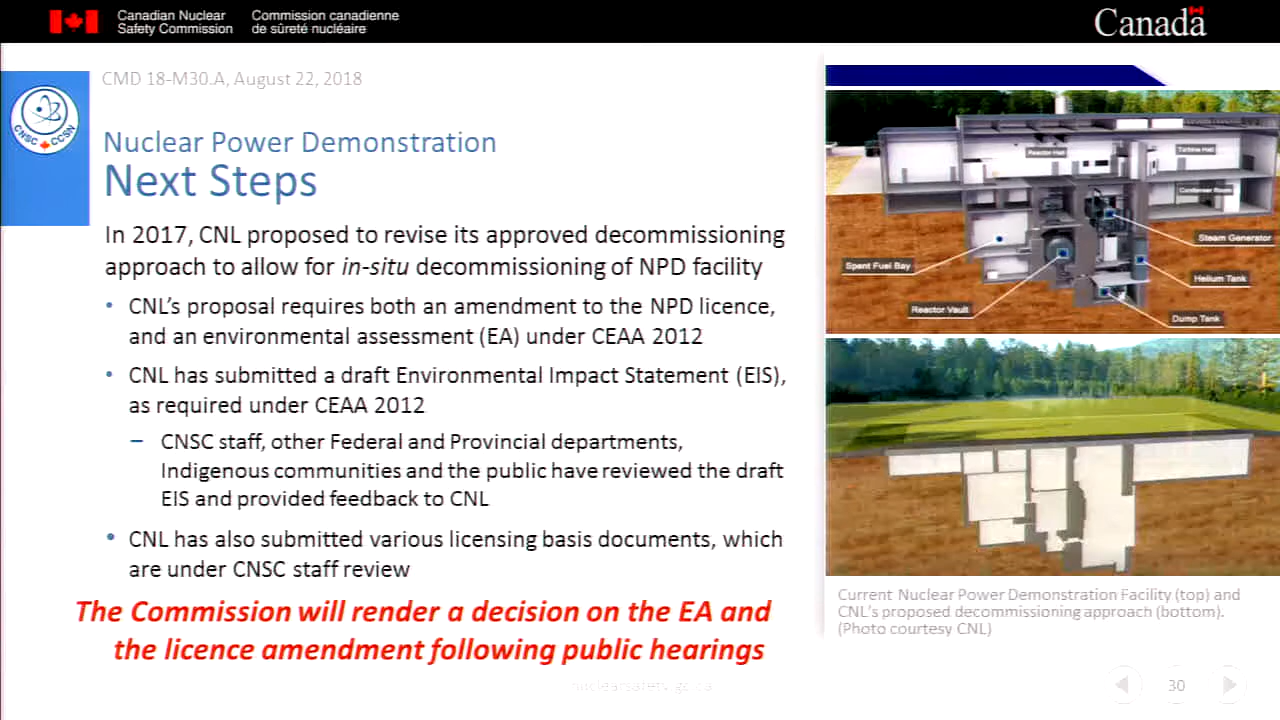 Canadian Nuclear
Safety Commission
Commission canadienne
de sûreté nucléaire
Canada
CMD 18-M30.A, August 22, 2018
CNSC CCSN
Nuclear Power Demonstration
Next Steps
In 2017, CNL proposed to revise its approved decommissioning
approach to allow for in-situ decommissioning of NPD facility
• CNL's proposal requires both an amendment to the NPD licence,
and an environmental assessment (EA) under CEAA 2012
• CNL has submitted a draft Environmental Impact Statement (EIS),
as required under CEAA 2012
– CNSC staff, other Federal and Provincial departments,
Indigenous communities and the public have reviewed the draft
EIS and provided feedback to CNL
• CNL has also submitted various licensing basis documents, which
are under CNSC staff review
The Commission will render a decision on the EA and
the licence amendment following public hearings
Reactor Hall
Turbine Hall
Condenser Room
Steam Generator
Spent Fuel Bay
Helium Tank
Reactor Vault
Dump Tank
Current Nuclear Power Demonstration Facility (top) and
CNL's proposed decommissioning approach (bottom).
(Photo courtesy CNL)
nuclearsafety.gc.ca
30